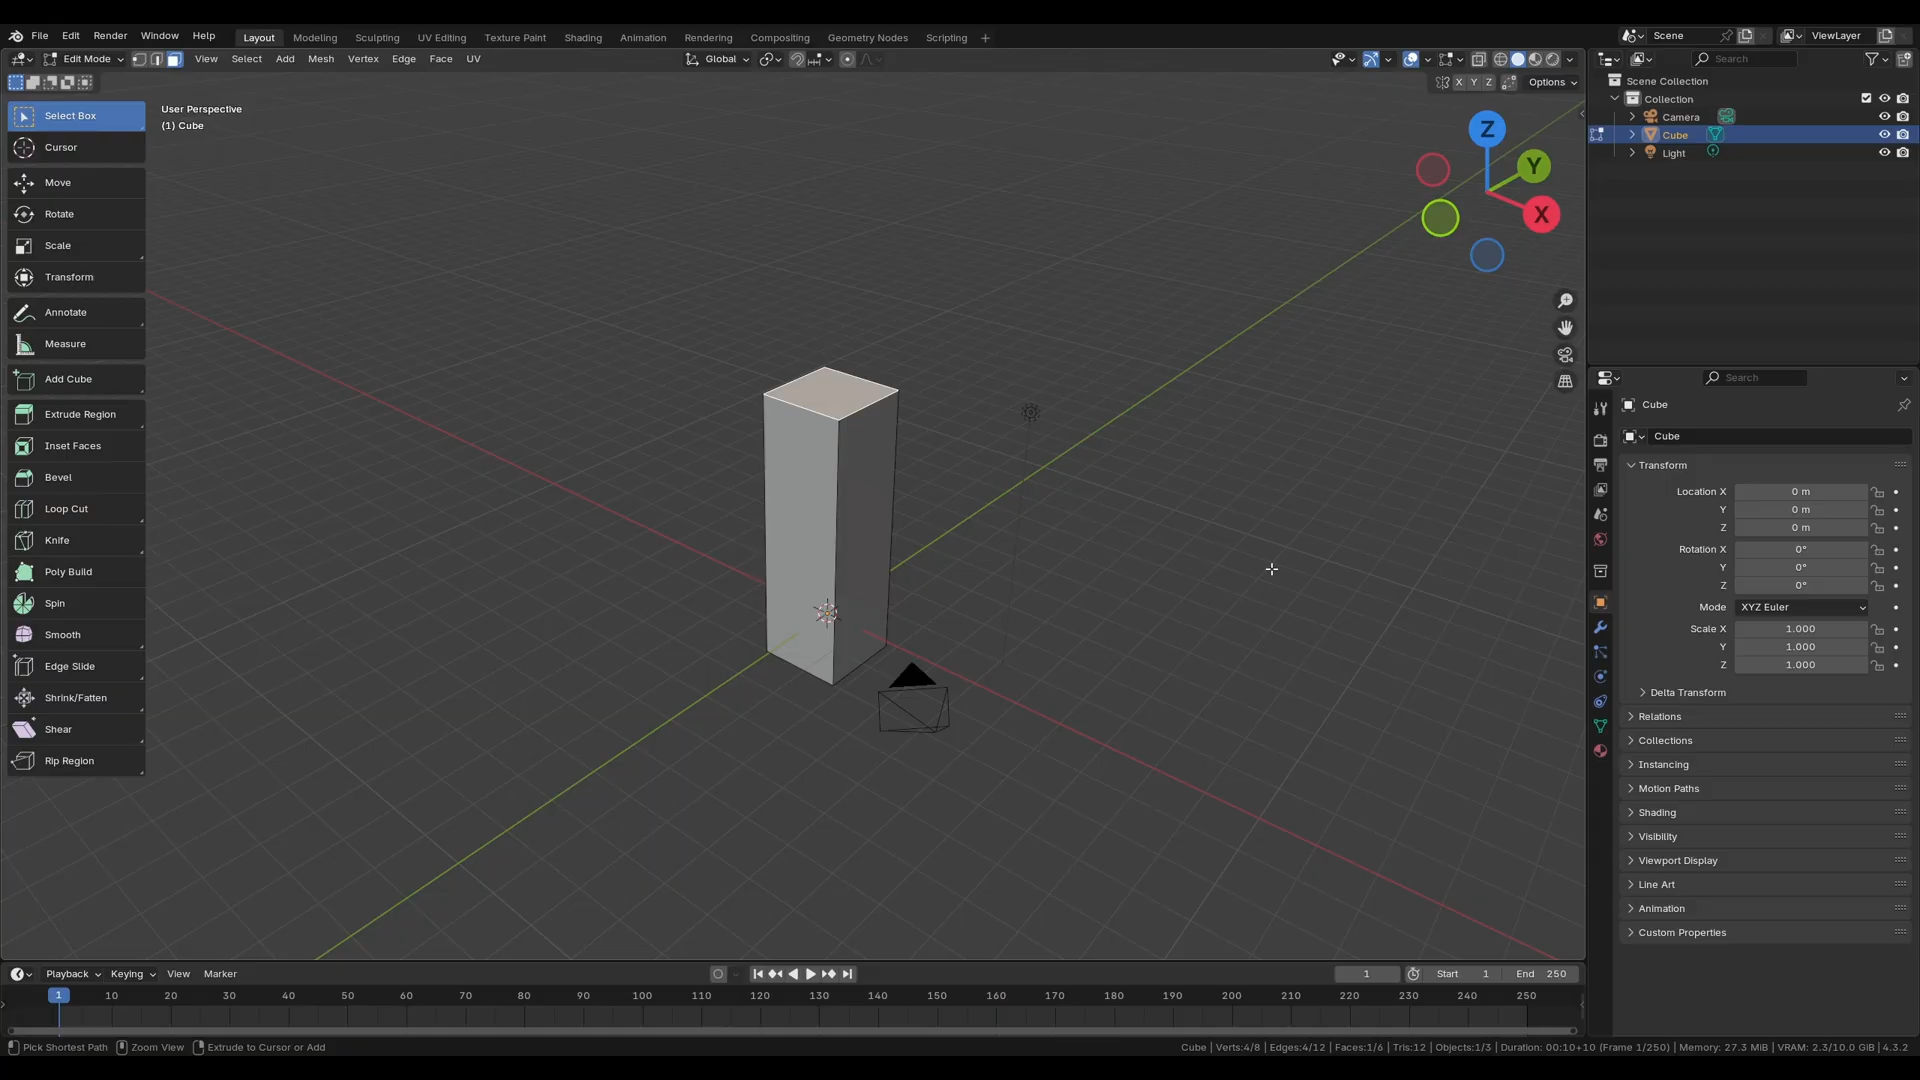 File Edit Render Window Help Layout Modeling Sculpting UV Editing Texture Paint Shading Animation Rendering Compositing Geometry Nodes Scripting + Scene ViewLayer
Edit Mode View Select Add Mesh Vertex Edge Face UV Global Search
X Y Z Options
User Perspective
(1) Cube
Select Box
Cursor
Move
Rotate
Scale
Transform
Annotate
Measure
Add Cube
Extrude Region
Inset Faces
Bevel
Loop Cut
Knife
Poly Build
Spin
Smooth
Edge Slide
Shrink/Fatten
Shear
Rip Region
Z
Y
X
Scene Collection
Collection
Camera
Cube
Light
Search
Cube
Cube
Transform
Location X 0 m
Y 0 m
Z 0 m
Rotation X 0°
Y 0°
Z 0°
Mode XYZ Euler
Scale X 1.000
Y 1.000
Z 1.000
Delta Transform
Relations
Collections
Instancing
Motion Paths
Shading
Visibility
Viewport Display
Line Art
Animation
Custom Properties
Playback Keying View Marker 1 Start 1 End 250
1 10 20 30 40 50 60 70 80 90 100 110 120 130 140 150 160 170 180 190 200 210 220 230 240 250
Pick Shortest Path Zoom View Extrude to Cursor or Add Cube | Verts:4/8 | Edges:4/12 | Faces:1/6 | Tris:12 | Objects:1/3 | Duration: 00:10+10 (Frame 1/250) | Memory: 27.3 MiB | VRAM: 2.3/10.0 GiB | 4.3.2